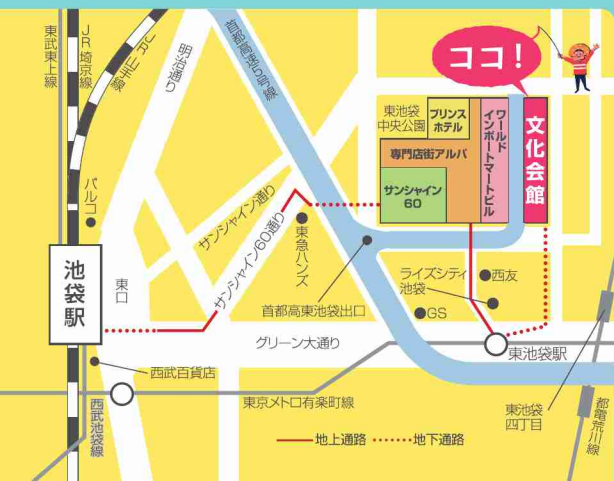 東武東上線
JR埼京線
JR山手線
明治通り
首都高速5号線
ココ!
東池袋
中央公園
プリンス
ホテル
ワールド
インポートマートビル
文化会館
専門店街アルパ
サンシャイン
60
パルコ
サンシャイン通り
サンシャイン60通り
東急ハンズ
池袋駅
東口
首都高東池袋出口
ライズシティ
池袋
西友
GS
グリーン大通り
東池袋駅
西武百貨店
東京メトロ有楽町線
東池袋
四丁目
都電荒川線
西武池袋線
地上通路
地下通路